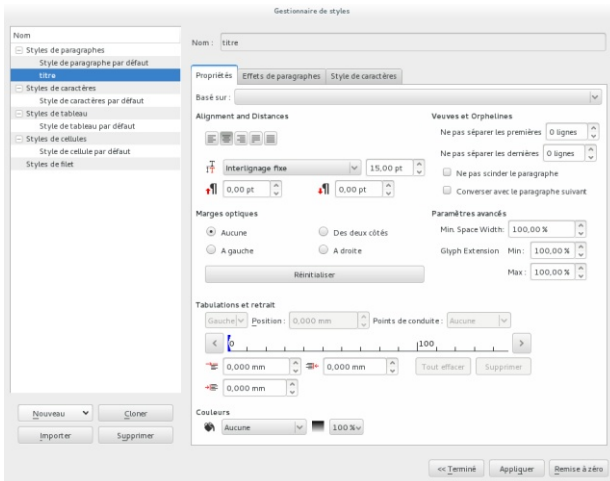 Gestionnaire de styles
Nom
Styles de paragraphes
Style de paragraphe par défaut
titre
Styles de caractères
Style de caractères par défaut
Styles de tableau
Style de tableau par défaut
Styles de cellules
Style de cellule par défaut
Styles de filet
Nouveau
Cloner
Importer
Supprimer
Nom : titre
Propriétés Effets de paragraphes Style de caractères
Basé sur :
Alignment and Distances
Interlignage fixe 15,00 pt
0,00 pt 0,00 pt
Veuves et Orphelines
Ne pas séparer les premières 0 lignes
Ne pas séparer les dernières 0 lignes
Ne pas scinder le paragraphe
Converser avec le paragraphe suivant
Marges optiques
Aucune Des deux côtés
A gauche A droite
Réinitialiser
Paramètres avancés
Min. Space Width: 100,00 %
Glyph Extension Min: 100,00 %
Max : 100,00 %
Tabulations et retrait
Gauche Position : 0,000 mm Points de conduite : Aucune
< 0 100 >
0,000 mm 0,000 mm Tout effacer Supprimer
0,000 mm
Couleurs
Aucune 100 %
<< Terminé Appliquer Remise à zéro